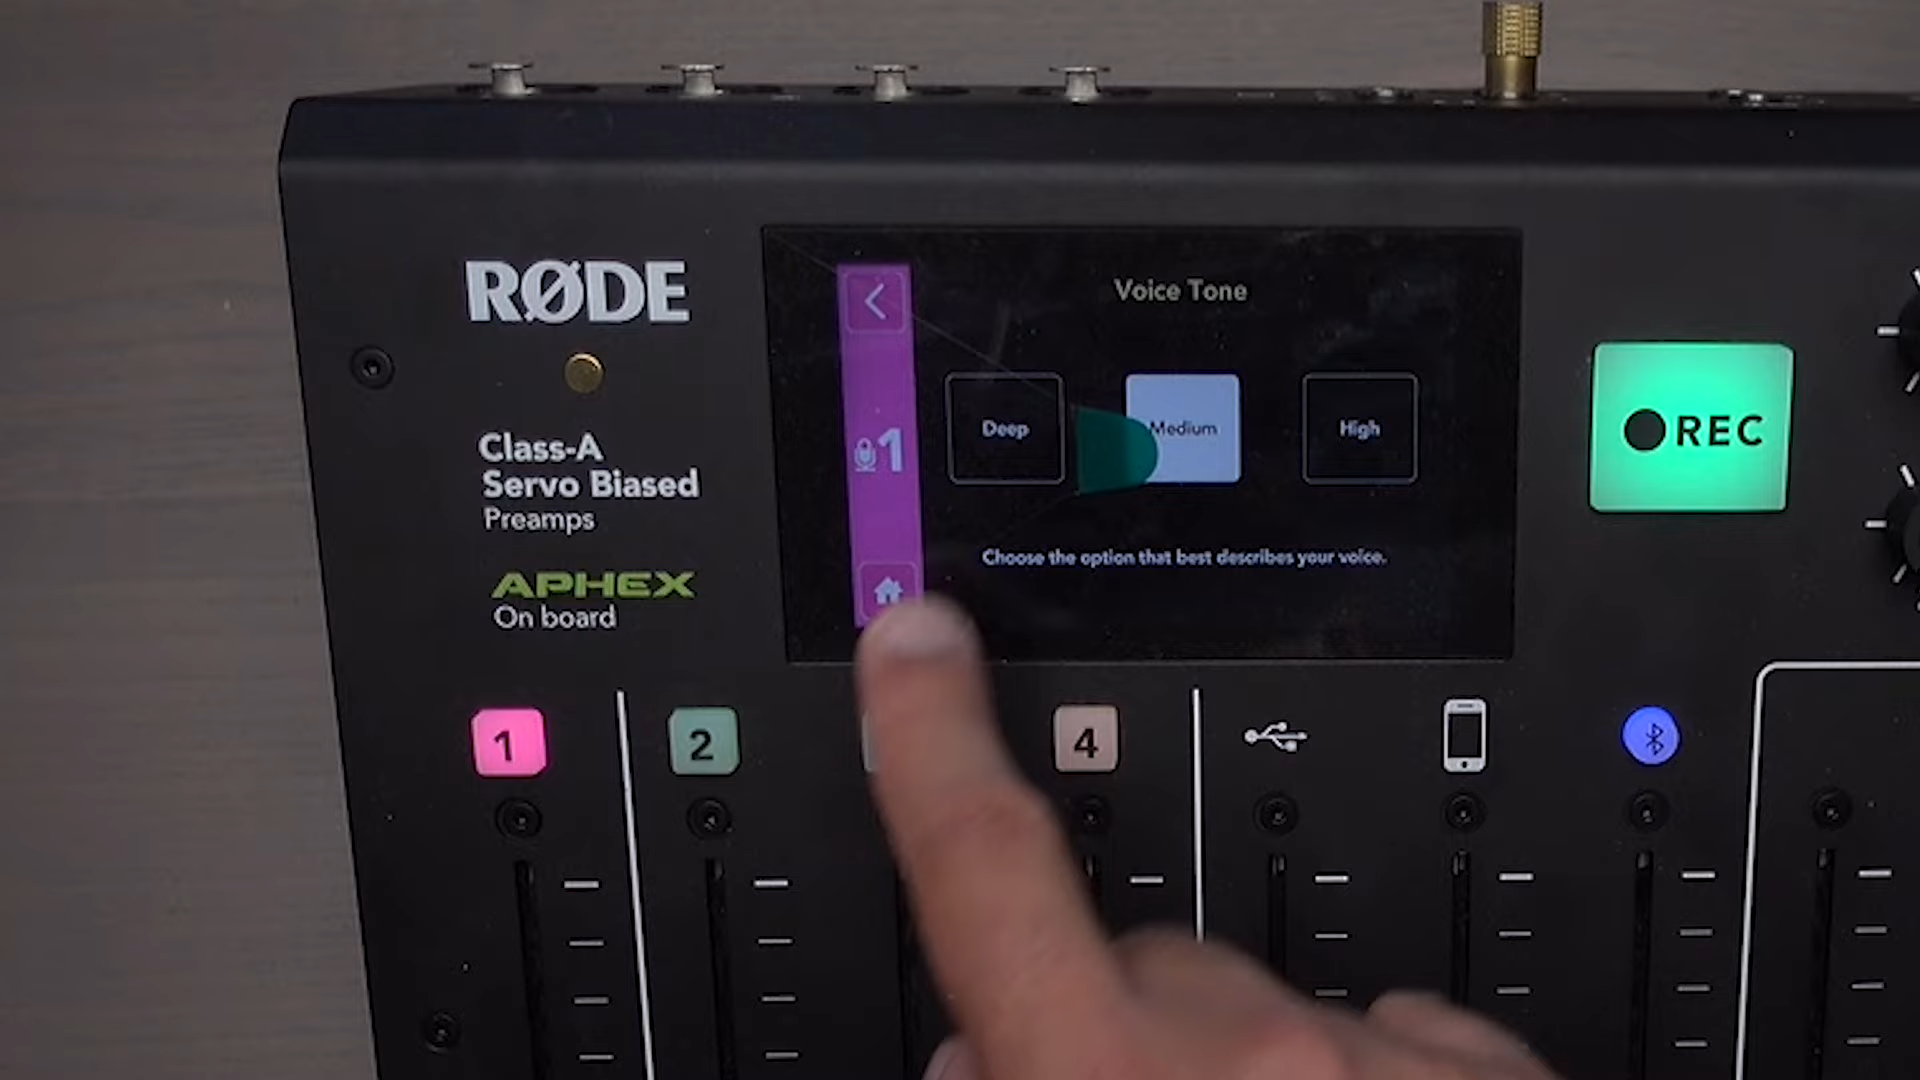 RØDE
Class-A
Servo Biased
Preamps
APHEX
On board
Voice Tone
1
Deep
Medium
High
Choose the option that best describes your voice.
REC
1
2
4